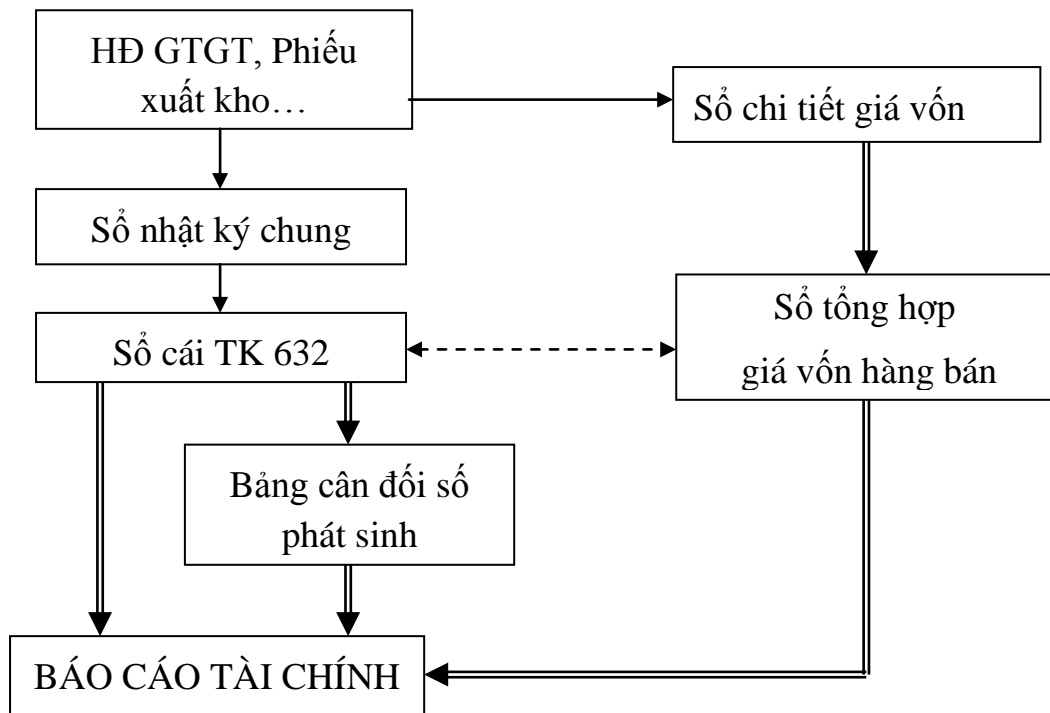 HĐ GTGT, Phiếu
xuất kho…
Sổ chi tiết giá vốn
Sổ nhật ký chung
Sổ cái TK 632
Sổ tổng hợp
giá vốn hàng bán
Bảng cân đối số
phát sinh
BÁO CÁO TÀI CHÍNH